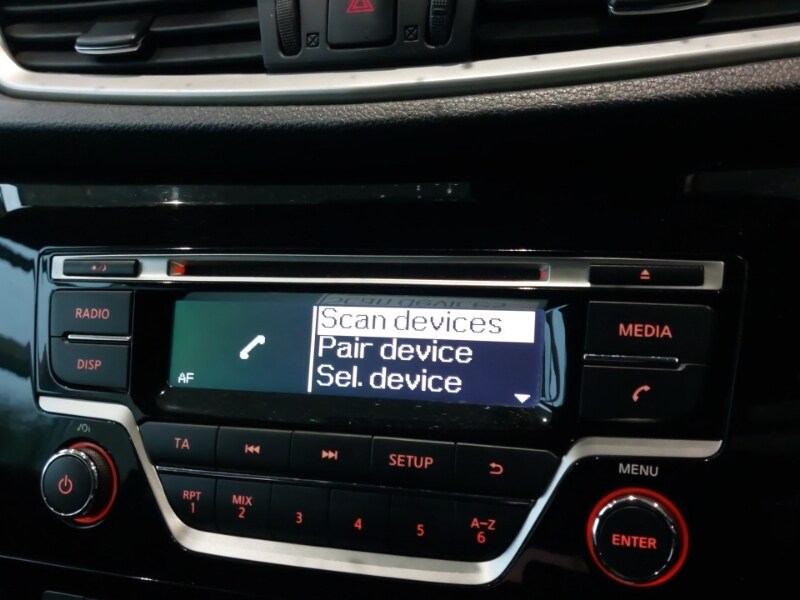 Scan devices
Pair device
Sel. device
AF
RADIO
DISP
MEDIA
TA
SETUP
MENU
RPT
1
MIX
2
3
4
5
A-Z
6
ENTER